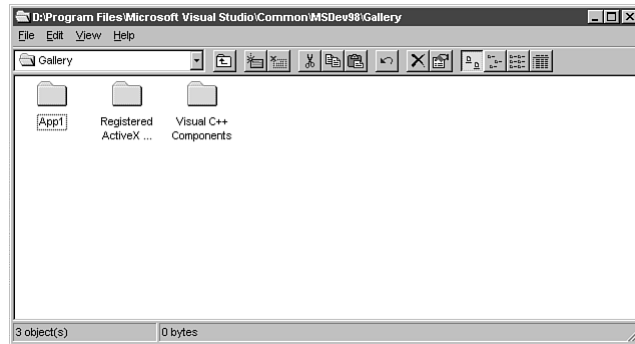 D:\Program Files\Microsoft Visual Studio\Common\MSDev98\Gallery
File Edit View Help
Gallery
App1
Registered ActiveX ...
Visual C++ Components
3 object(s) 0 bytes